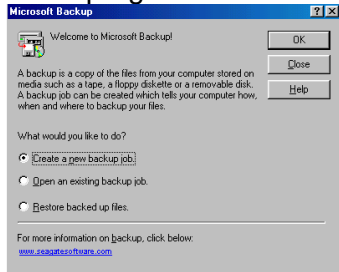 Microsoft Backup
Welcome to Microsoft Backup!
OK
Close
Help
A backup is a copy of the files from your computer stored on
media such as a tape, a floppy diskette or a removable disk.
A backup job can be created which tells your computer how,
when and where to backup your files.
What would you like to do?
Create a new backup job.
Open an existing backup job.
Restore backed up files.
For more information on backup, click below:
www.seagatesoftware.com